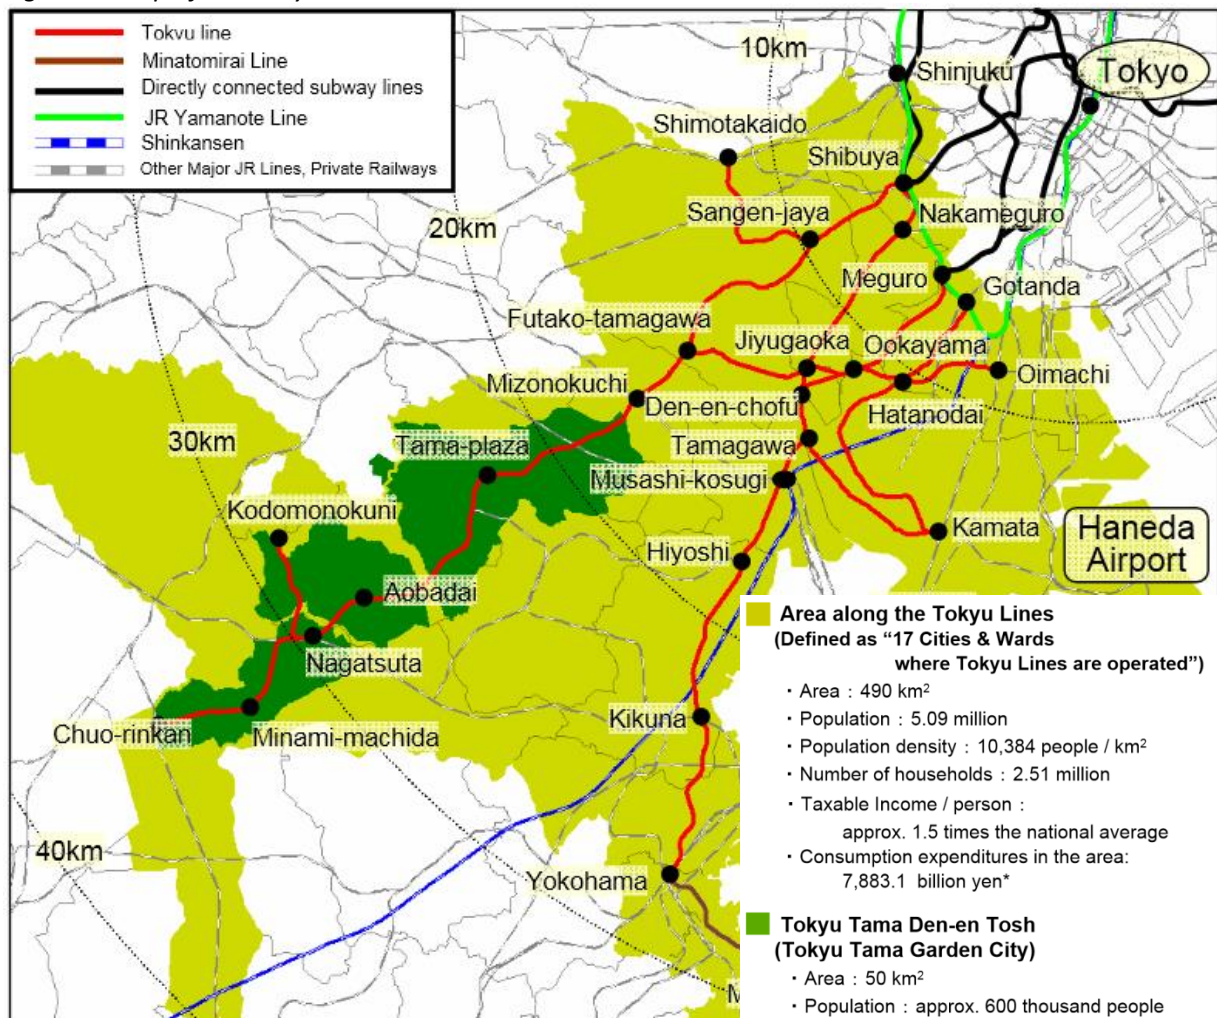 Tokvu line
Minatomirai Line
Directly connected subway lines
JR Yamanote Line
Shinkansen
Other Major JR Lines, Private Railways
10km
Shinjuku
Tokyo
Shimotakaido
Shibuya
20km
Sangen-jaya
Nakameguro
Meguro
Gotanda
Futako-tamagawa
Jiyugaoka
Ookayama
Mizonokuchi
Oimachi
Den-en-chofu
Hatanodai
30km
Tama-plaza
Tamagawa
Musashi-kosugi
Kodomonokuni
Kamata
Haneda
Airport
Hiyoshi
Aobadai
Nagatsuta
Kikuna
Chuo-rinkan
Minami-machida
40km
Yokohama
Area along the Tokyu Lines
(Defined as “17 Cities & Wards
where Tokyu Lines are operated”)
・Area : 490 km²
・Population : 5.09 million
・Population density : 10,384 people / km²
・Number of households : 2.51 million
・Taxable Income / person :
approx. 1.5 times the national average
・Consumption expenditures in the area:
7,883.1 billion yen*
Tokyu Tama Den-en Tosh
(Tokyu Tama Garden City)
・Area : 50 km²
・Population : approx. 600 thousand people